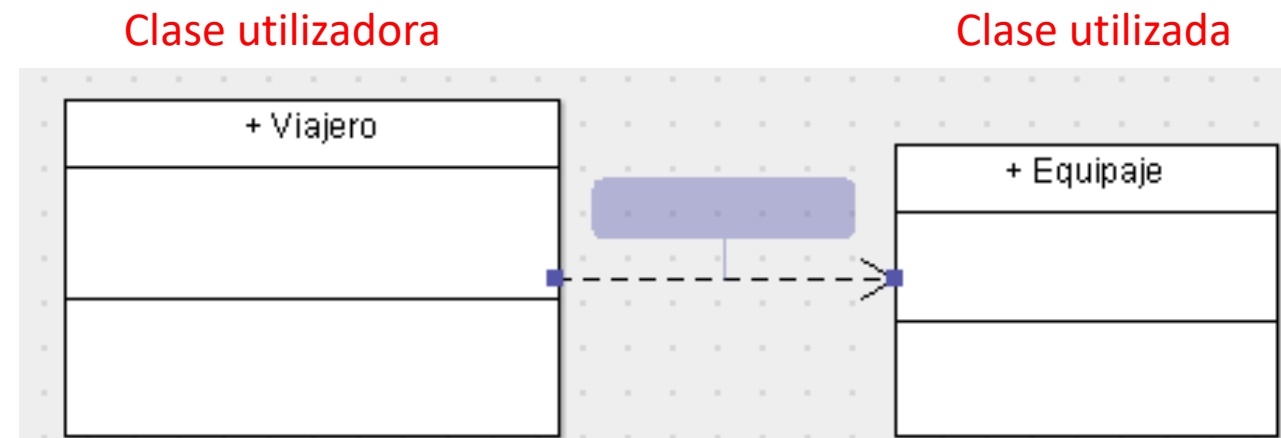 Clase utilizadora
Clase utilizada
+ Viajero
+ Equipaje